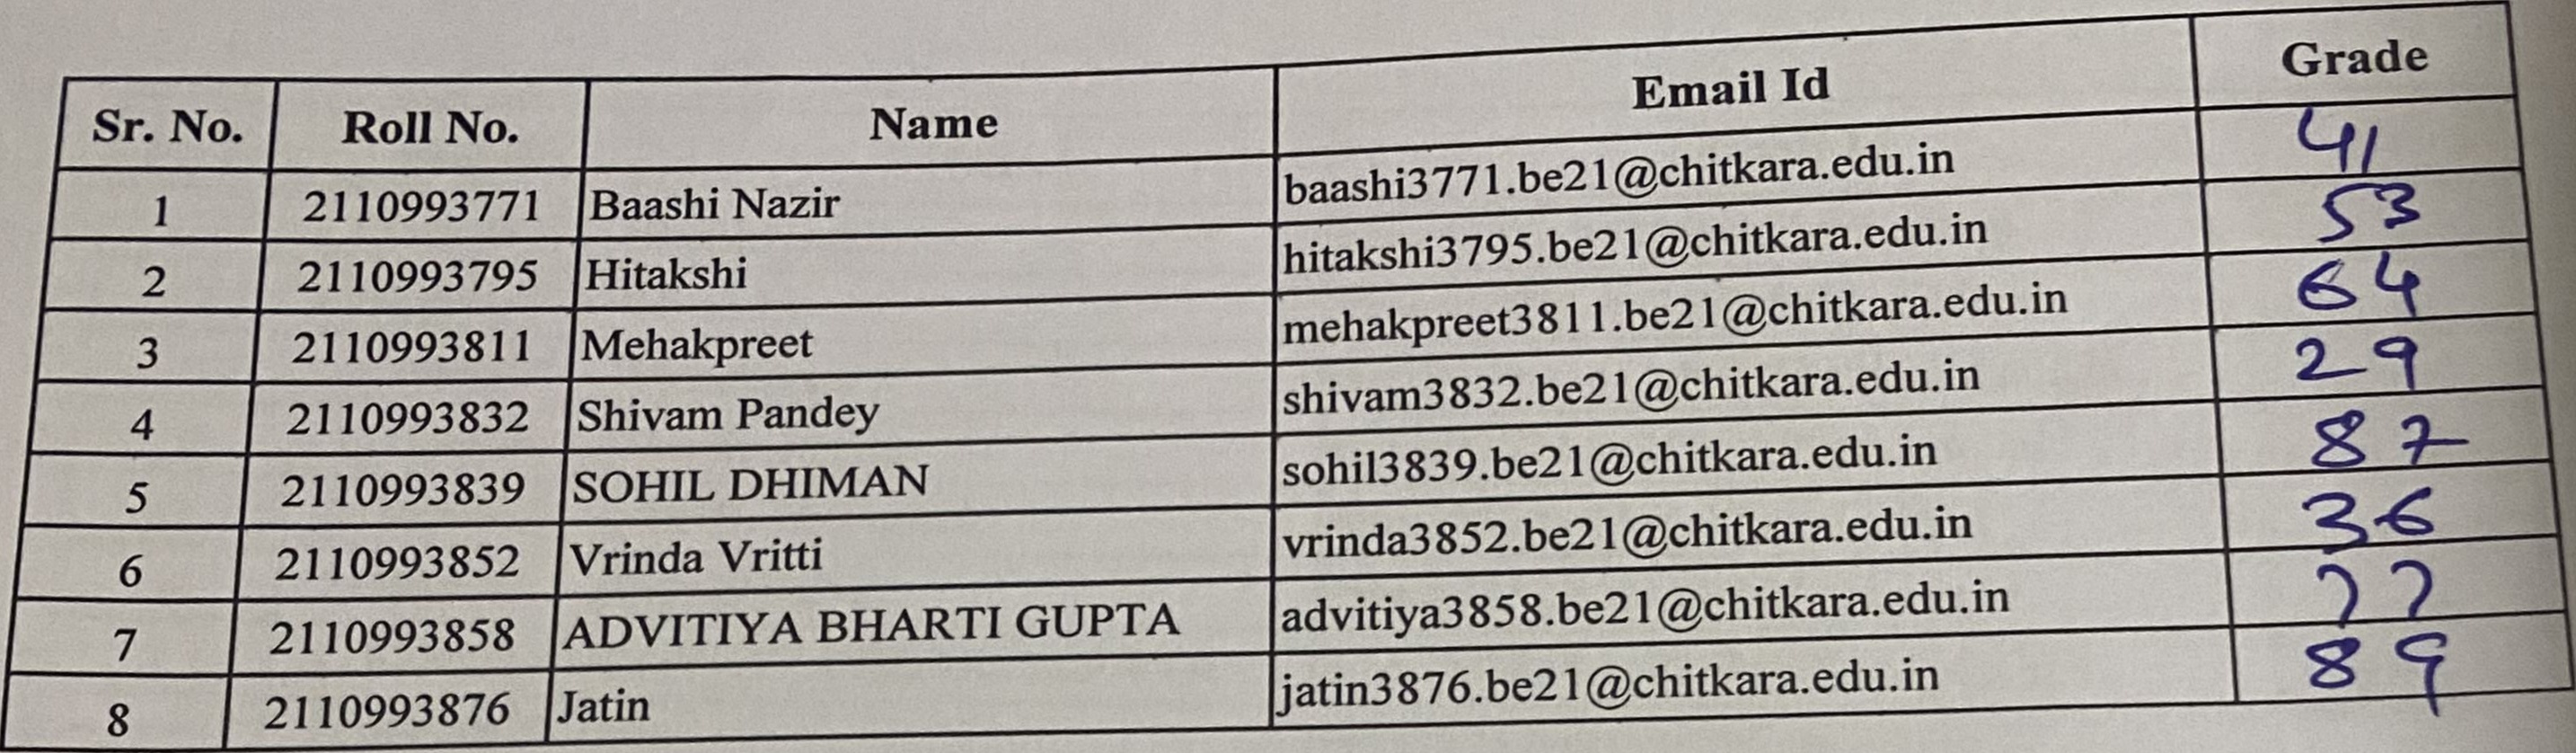 Sr. No. Roll No. Name Email Id Grade
1 2110993771 Baashi Nazir baashi3771.be21@chitkara.edu.in 41
2 2110993795 Hitakshi hitakshi3795.be21@chitkara.edu.in 53
3 2110993811 Mehakpreet mehakpreet3811.be21@chitkara.edu.in 64
4 2110993832 Shivam Pandey shivam3832.be21@chitkara.edu.in 29
5 2110993839 SOHIL DHIMAN sohil3839.be21@chitkara.edu.in 87
6 2110993852 Vrinda Vritti vrinda3852.be21@chitkara.edu.in 36
7 2110993858 ADVITIYA BHARTI GUPTA advitiya3858.be21@chitkara.edu.in 77
8 2110993876 Jatin jatin3876.be21@chitkara.edu.in 89